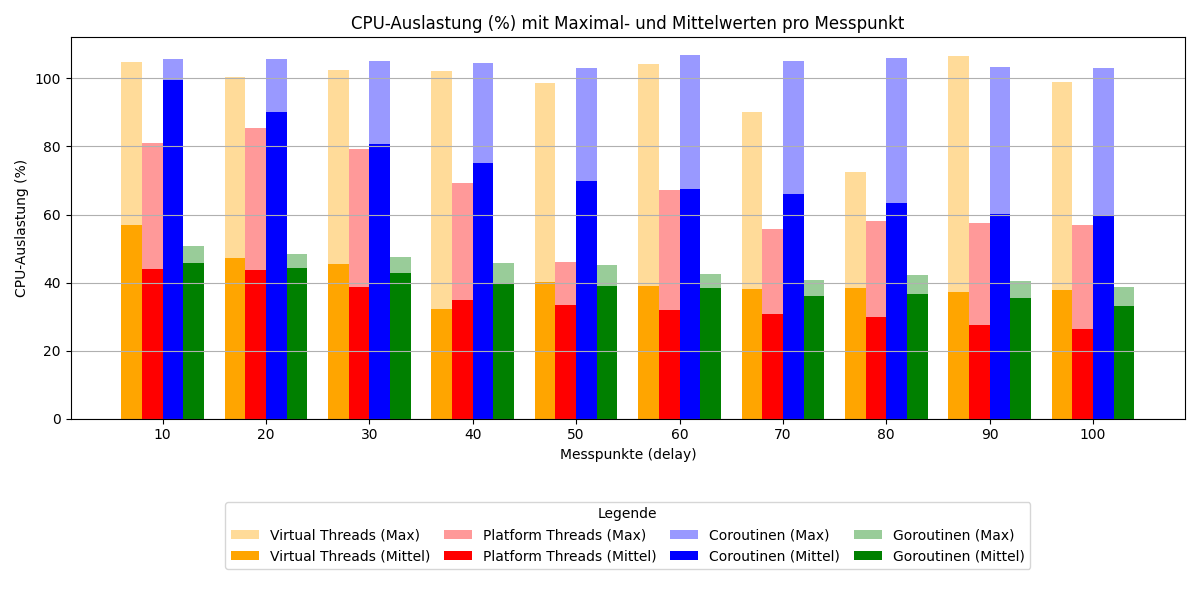 CPU-Auslastung (%) mit Maximal- und Mittelwerten pro Messpunkt
CPU-Auslastung (%)
100
80
60
40
20
0
10 20 30 40 50 60 70 80 90 100
Messpunkte (delay)
Legende
Virtual Threads (Max) Platform Threads (Max) Coroutinen (Max) Goroutinen (Max)
Virtual Threads (Mittel) Platform Threads (Mittel) Coroutinen (Mittel) Goroutinen (Mittel)